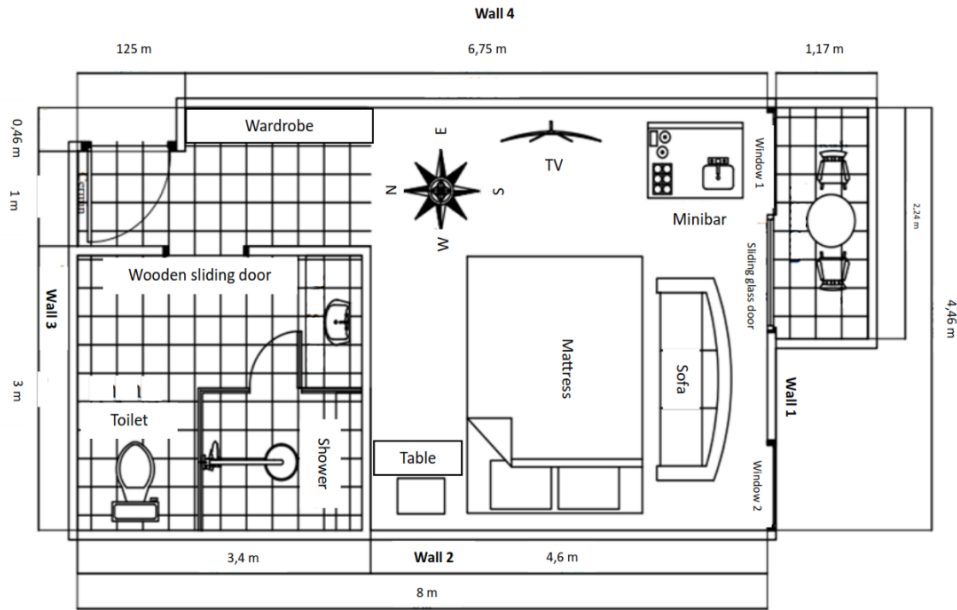 Wall 4
125 m
6,75 m
1,17 m
0,46 m
Wardrobe
E
TV
Window 1
N
S
1 m
Minibar
2,24 m
W
Wooden sliding door
Sliding glass door
Wall 3
4,46 m
Mattress
Sofa
Wall 1
3 m
Toilet
Shower
Table
Window 2
3,4 m
Wall 2
4,6 m
8 m